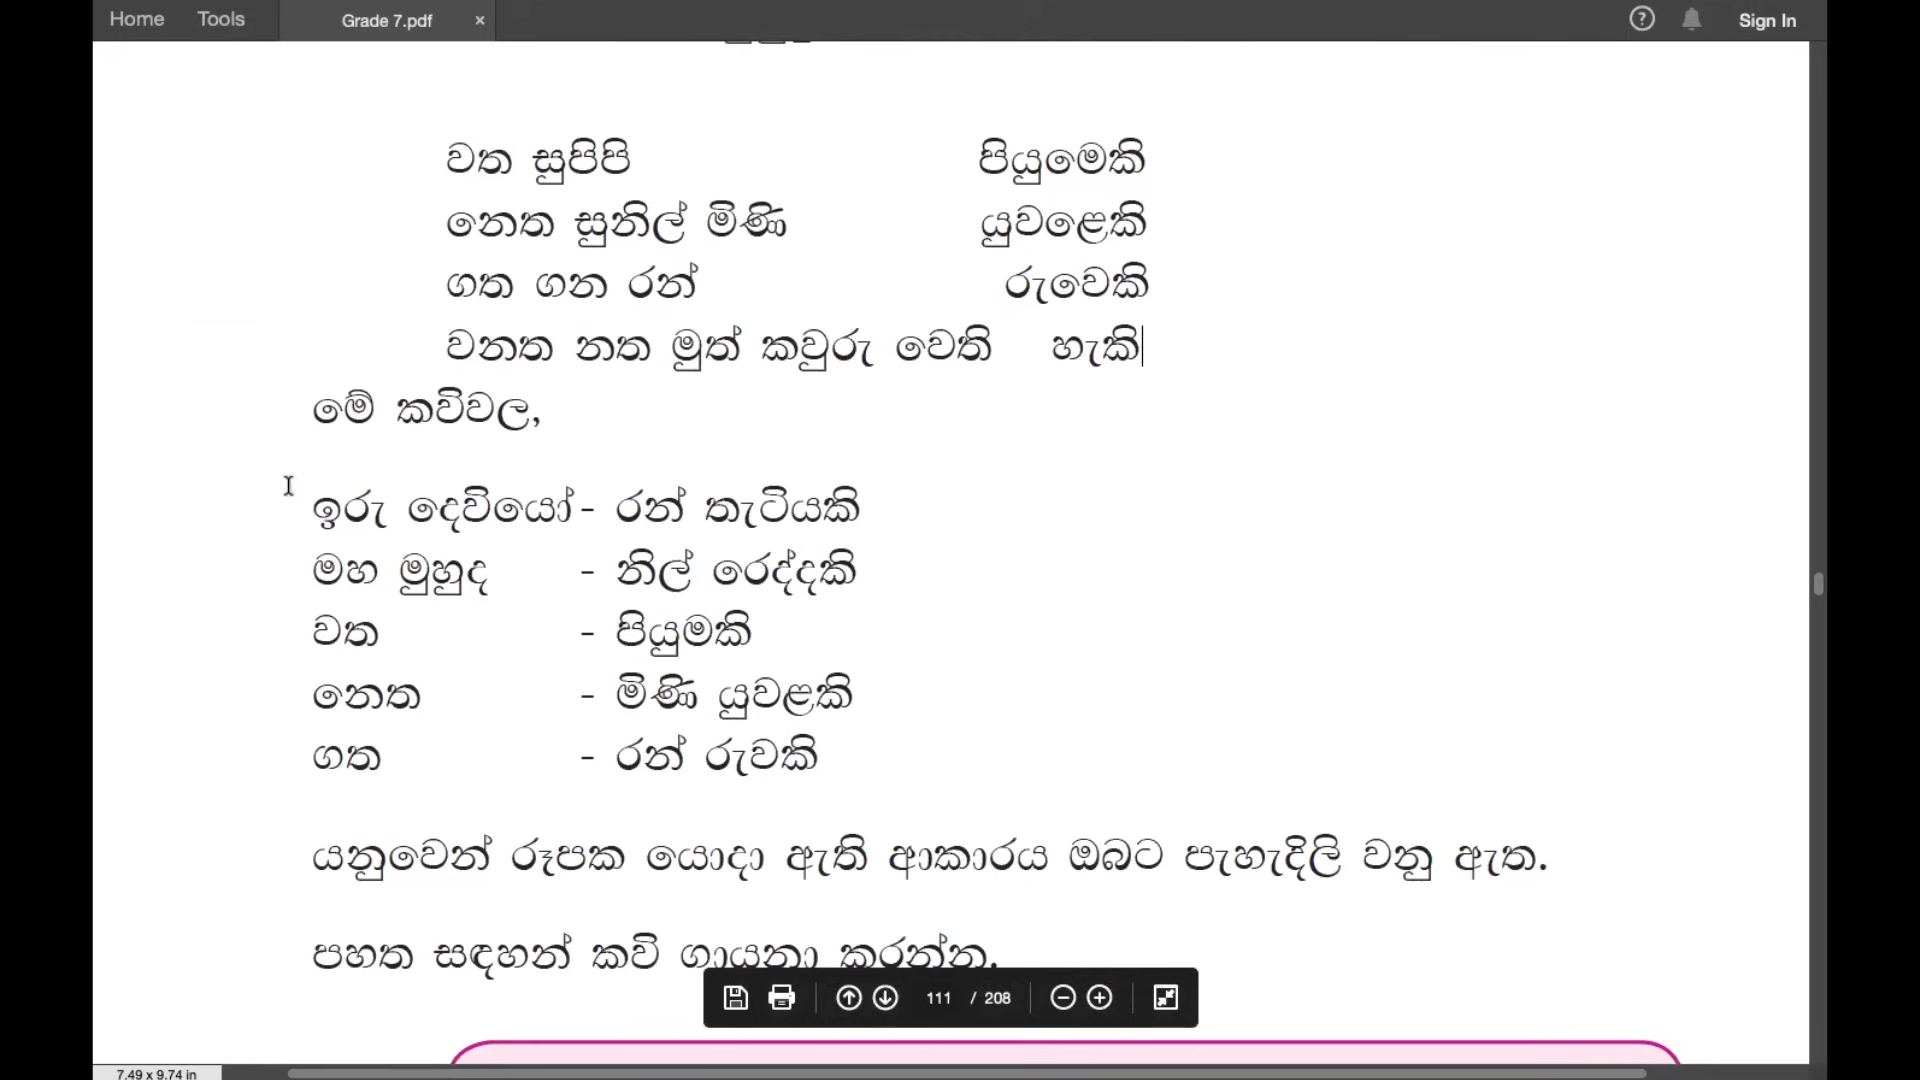 Home Tools Grade 7.pdf × Sign In
වත සුපිපි පියුමෙකි
නෙත සුනිල් මිණි යුවළෙකි
ගත ගන රන් රුවෙකි
වනත නත මුත් කවුරු වෙති හැකි
මේ කවිවල,
ඉරු දෙවියෝ - රන් තැටියකි
මහ මුහුද - නිල් රෙද්දකි
වත - පියුමකි
නෙත - මිණි යුවළකි
ගත - රන් රුවකි
යනුවෙන් රූපක යොදා ඇති ආකාරය ඔබට පැහැදිලි වනු ඇත.
පහත සඳහන් කවි ගායනා කරන්න.
111 / 208
7.49 x 9.74 in